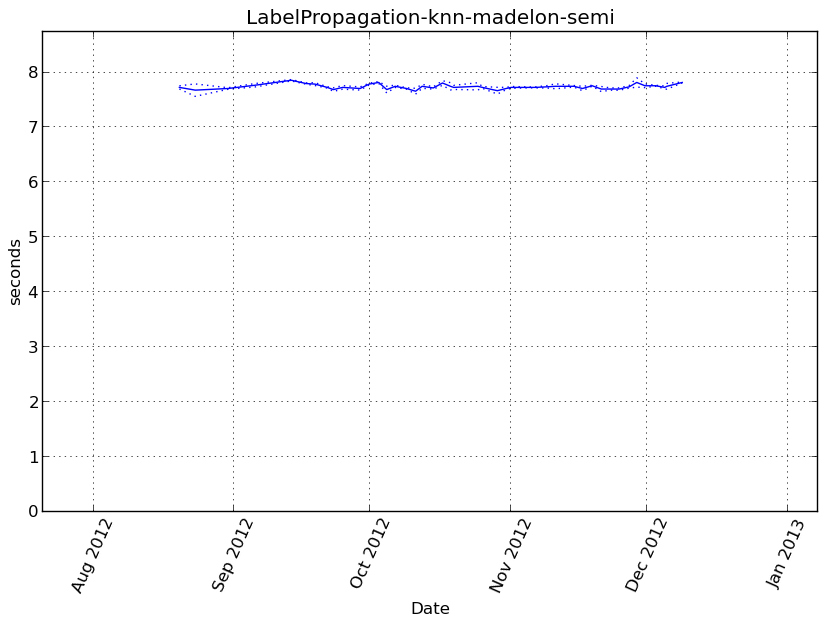 LabelPropagation-knn-madelon-semi
8
7
6
5
4
3
2
1
0
seconds
Aug 2012
Sep 2012
Oct 2012
Nov 2012
Dec 2012
Jan 2013
Date